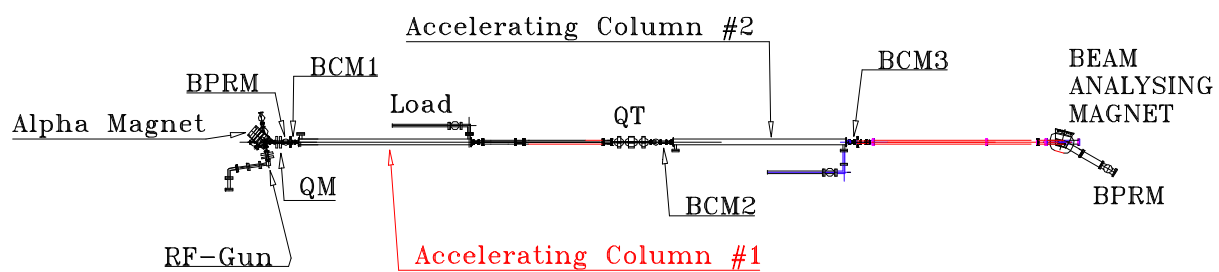 Accelerating Column #2
BCM3
BEAM
ANALYSING
MAGNET
BCM1
BPRM
Load
QT
Alpha Magnet
QM
BCM2
BPRM
RF-Gun
Accelerating Column #1